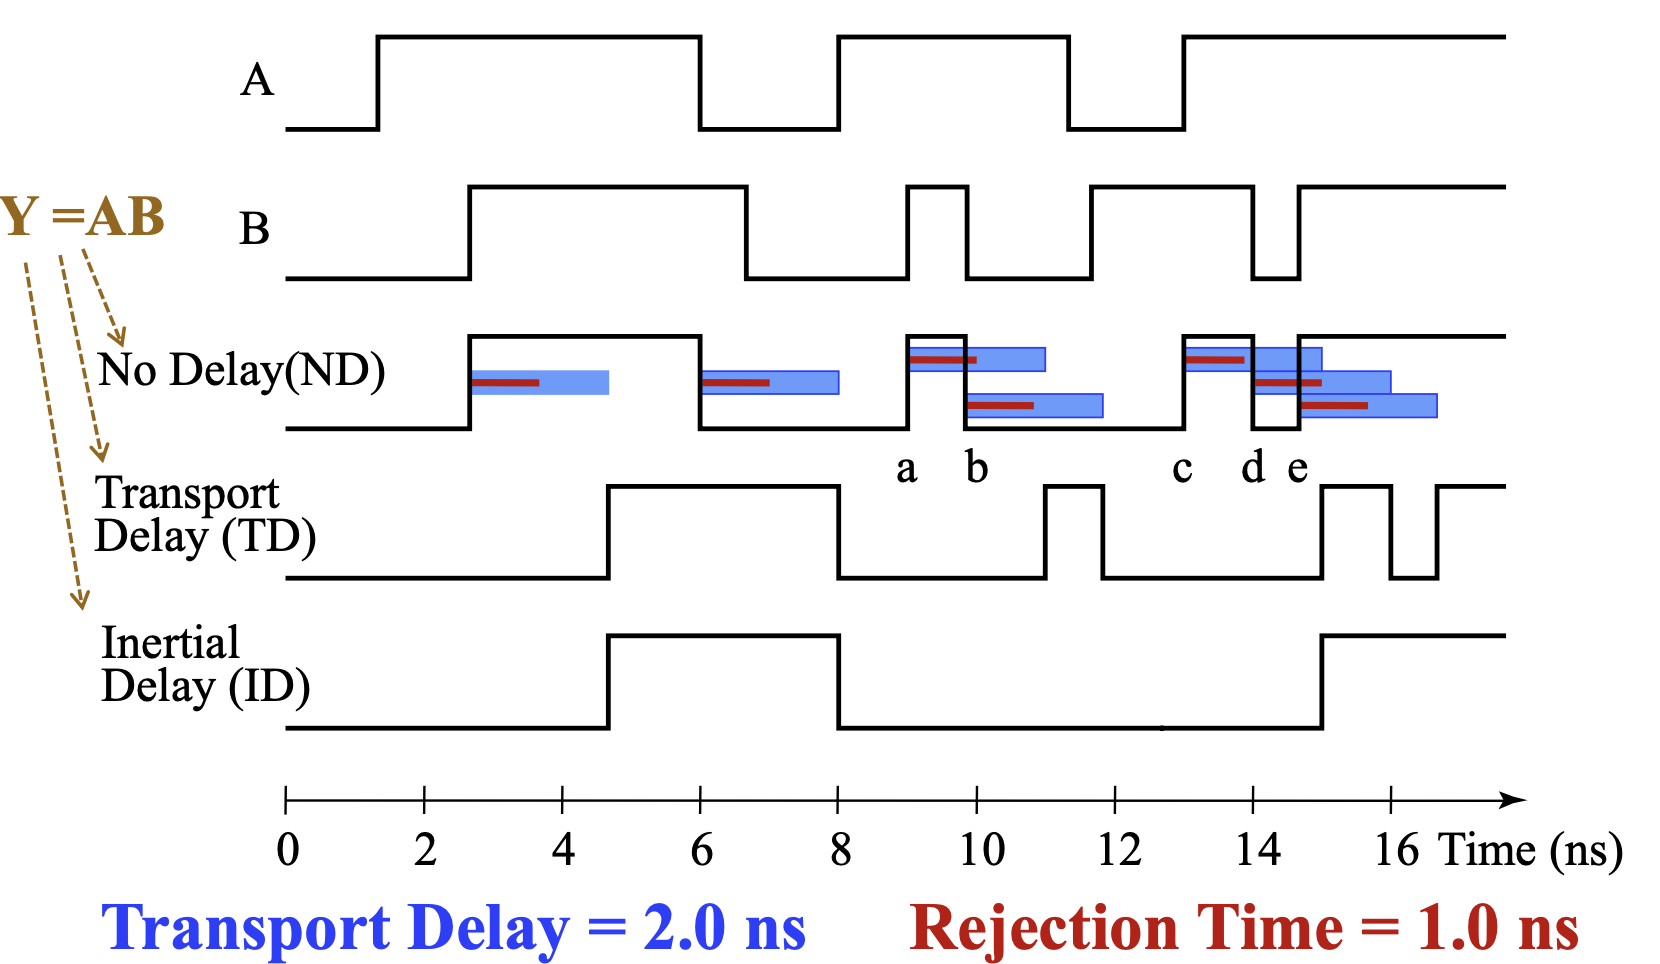 A
B
Y =AB
No Delay(ND)
a b c d e
Transport
Delay (TD)
Inertial
Delay (ID)
0 2 4 6 8 10 12 14 16 Time (ns)
Transport Delay = 2.0 ns Rejection Time = 1.0 ns